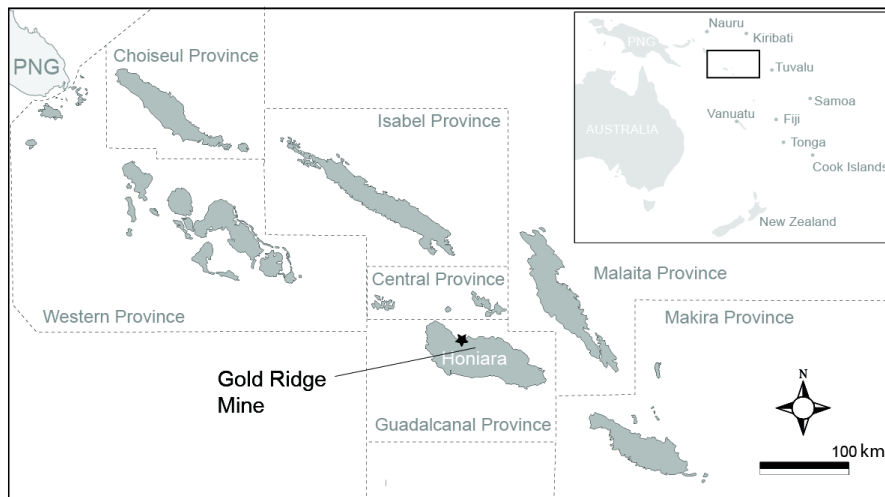 PNG
Choiseul Province
Isabel Province
Western Province
Central Province
Malaita Province
Makira Province
Honiara
Gold Ridge
Mine
Guadalcanal Province
N
100 km
Nauru
Kiribati
PNG
Tuvalu
Samoa
Vanuatu
Fiji
AUSTRALIA
Tonga
Cook Islands
New Zealand